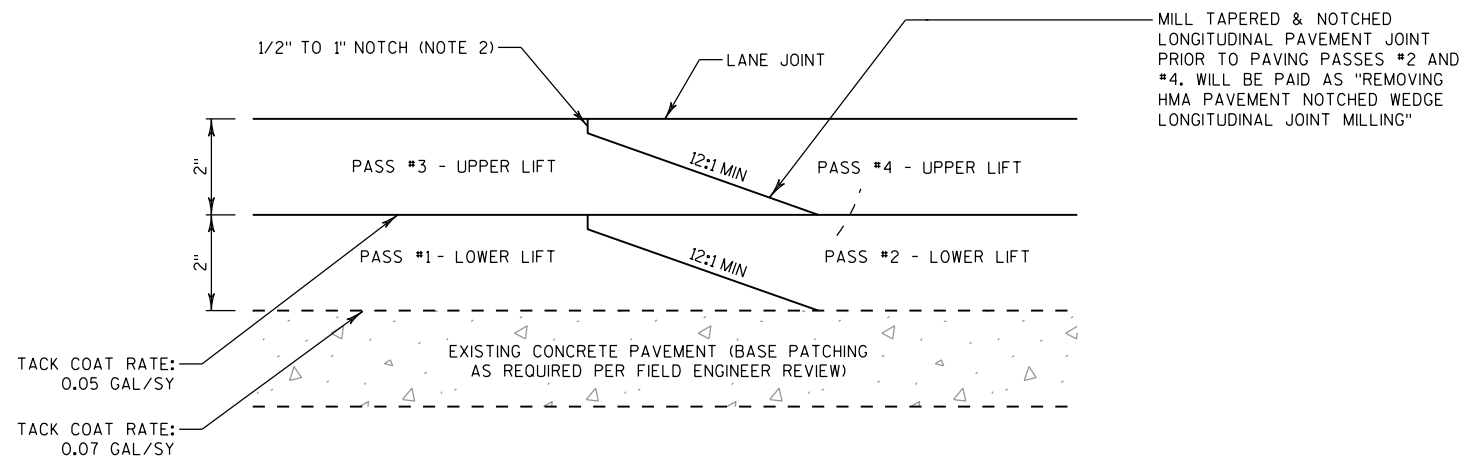 1/2" TO 1" NOTCH (NOTE 2)
LANE JOINT
MILL TAPERED & NOTCHED
LONGITUDINAL PAVEMENT JOINT
PRIOR TO PAVING PASSES #2 AND
#4. WILL BE PAID AS "REMOVING
HMA PAVEMENT NOTCHED WEDGE
LONGITUDINAL JOINT MILLING"
2"
PASS #3 - UPPER LIFT
12:1 MIN
PASS #4 - UPPER LIFT
2"
PASS #1 - LOWER LIFT
12:1 MIN
PASS #2 - LOWER LIFT
EXISTING CONCRETE PAVEMENT (BASE PATCHING
AS REQUIRED PER FIELD ENGINEER REVIEW)
TACK COAT RATE:
0.05 GAL/SY
TACK COAT RATE:
0.07 GAL/SY